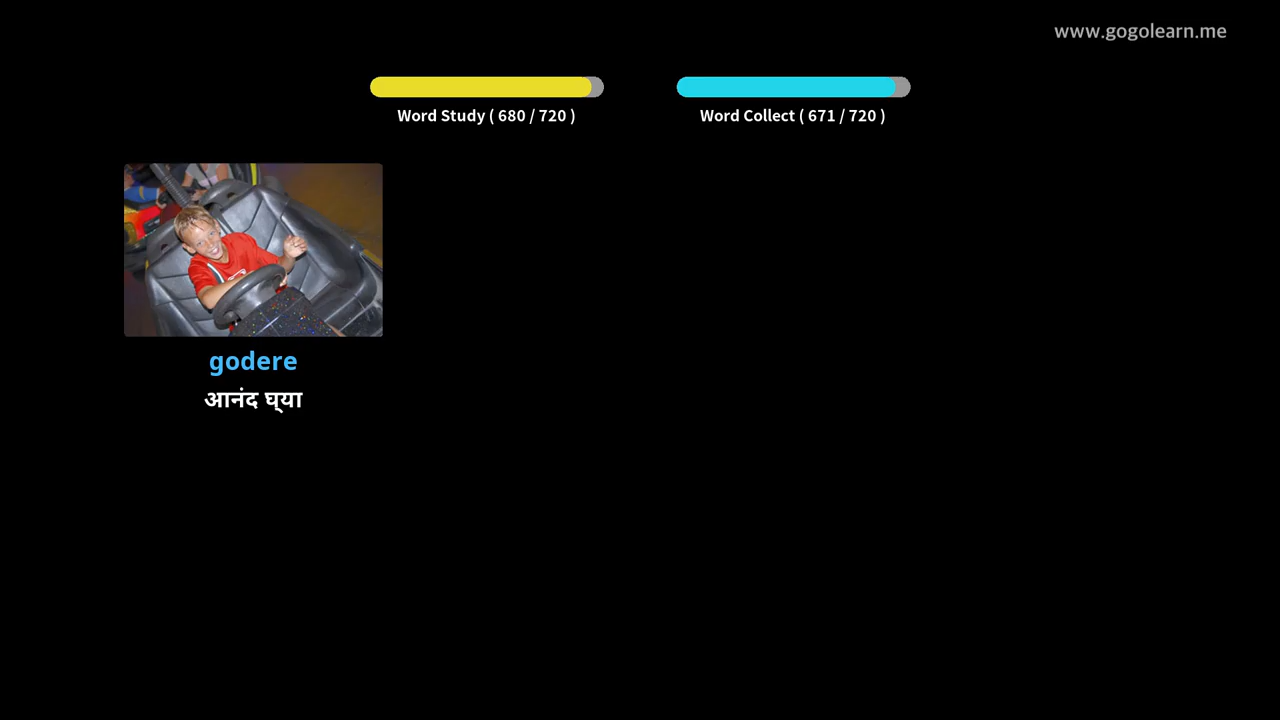 www.gogolearn.me
Word Study ( 680 / 720 )
Word Collect ( 671 / 720 )
godere
आनंद घ्या